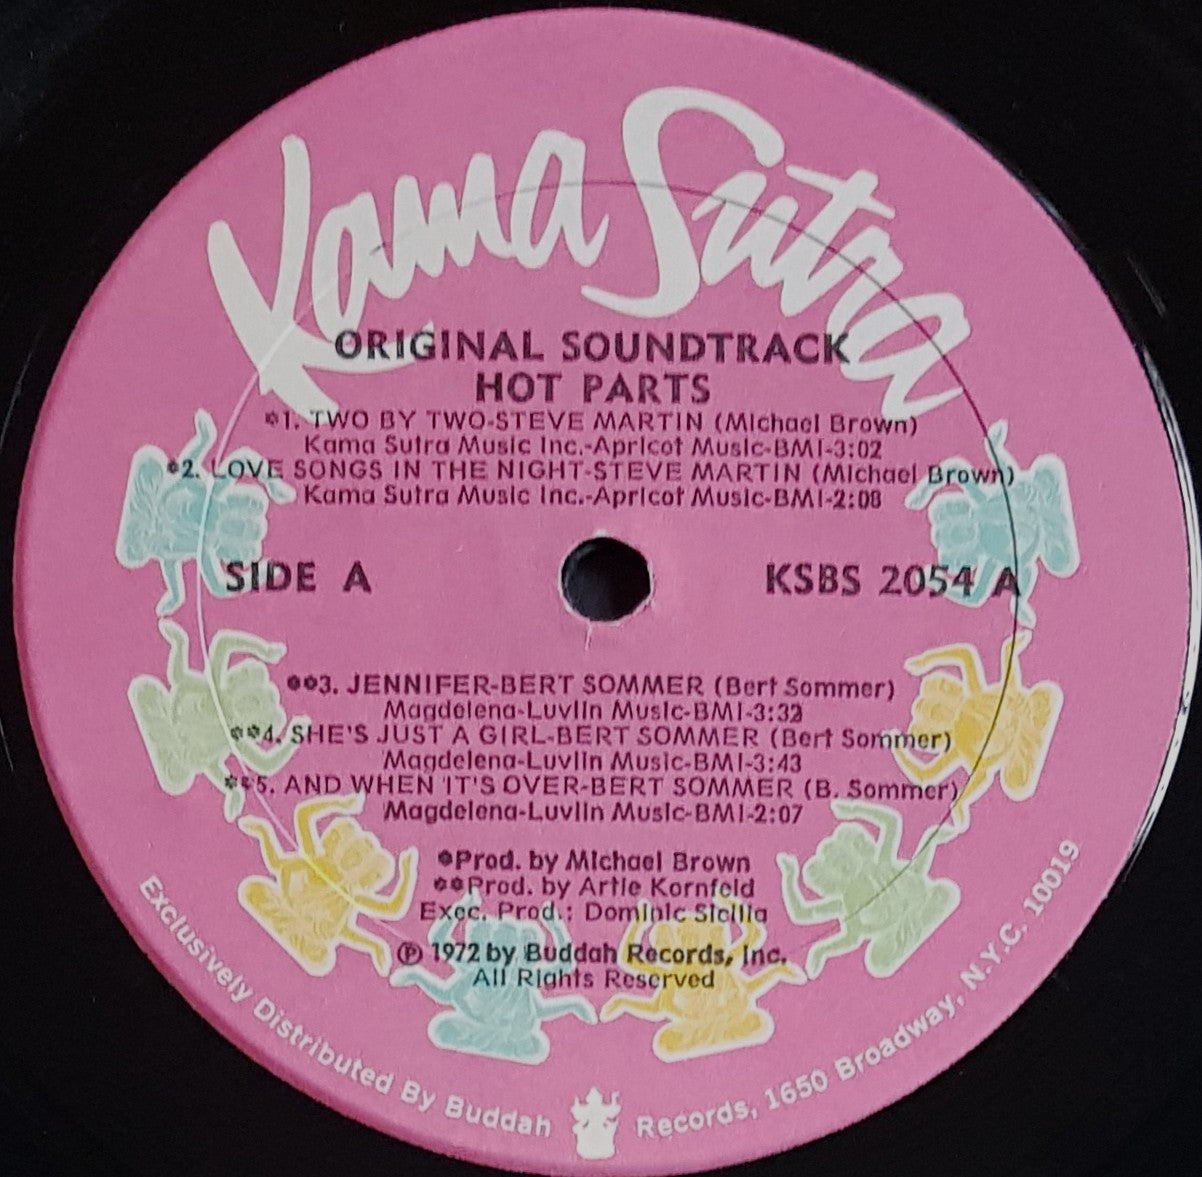 Kama Sutra
ORIGINAL SOUNDTRACK
HOT PARTS
*1. TWO BY TWO-STEVE MARTIN (Michael Brown)
Kama Sutra Music Inc.-Apricot Music-BMI-3:02
*2. LOVE SONGS IN THE NIGHT-STEVE MARTIN (Michael Brown)
Kama Sutra Music Inc.-Apricot Music-BMI-2:08
SIDE A
KSBS 2054 A
**3. JENNIFER-BERT SOMMER (Bert Sommer)
Magdelena-Luvlin Music-BMI-3:32
**4. SHE'S JUST A GIRL-BERT SOMMER (Bert Sommer)
Magdelena-Luvlin Music-BMI-3:43
**5. AND WHEN IT'S OVER-BERT SOMMER (B. Sommer)
Magdelena-Luvlin Music-BMI-2:07
*Prod. by Michael Brown
**Prod. by Artie Kornfeld
Exec. Prod.: Dominic Sicilia
℗ 1972 by Buddah Records, Inc.
All Rights Reserved
Exclusively Distributed By Buddah Records, 1650 Broadway, N.Y.C. 10019